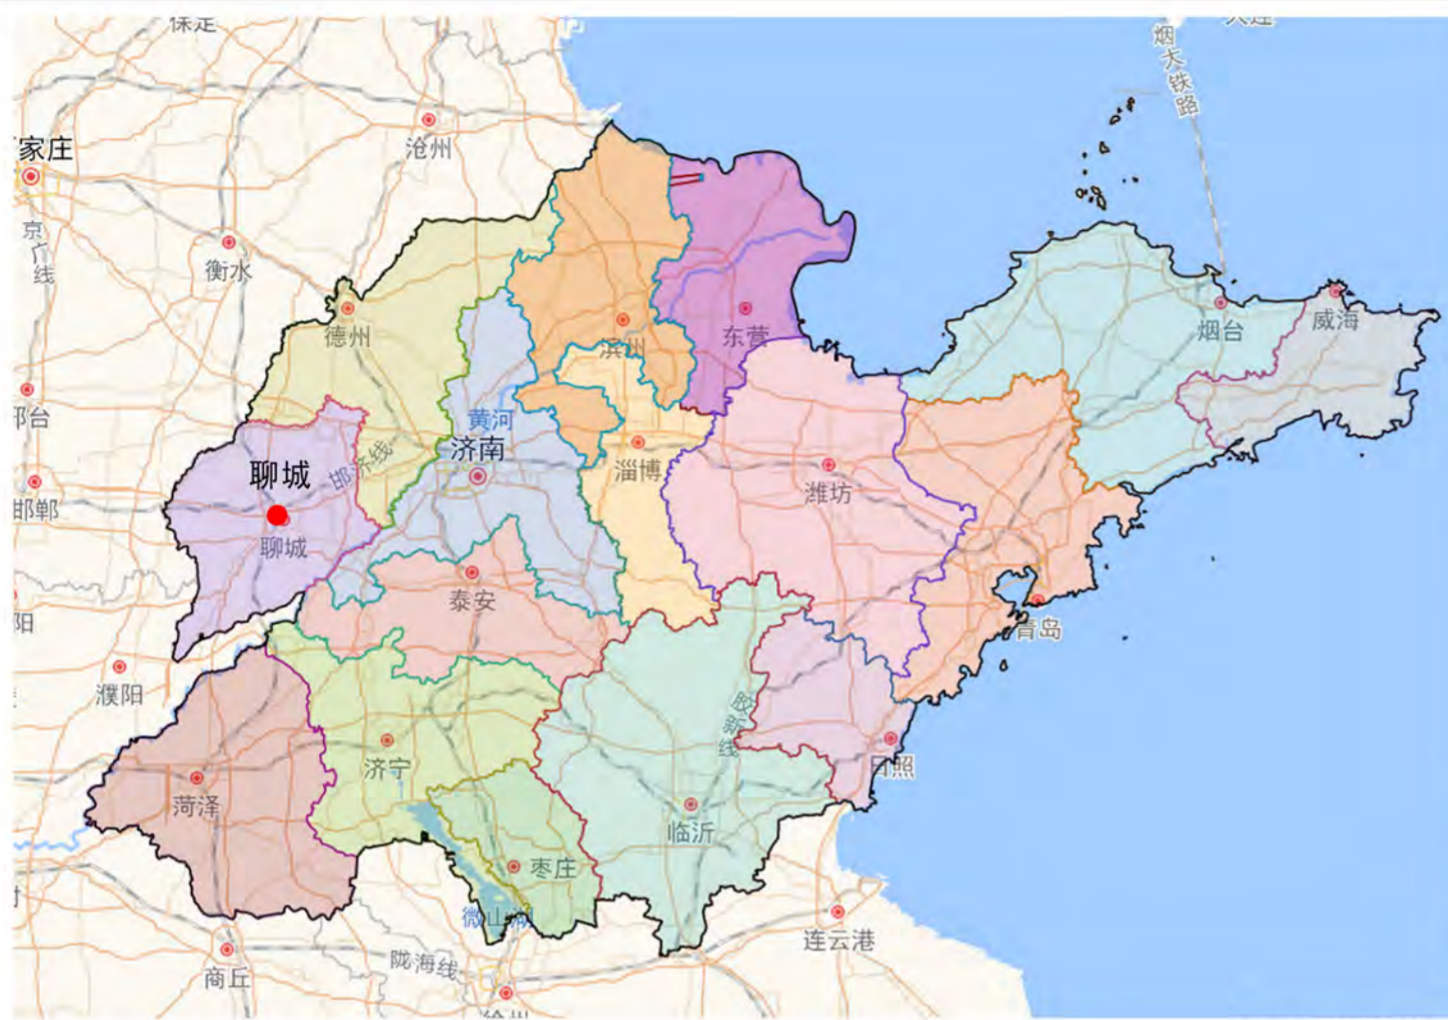 保定
烟大铁路
家庄
沧州
京广线
衡水
德州
滨州
东营
烟台
威海
邢台
黄河
济南
邯济线
聊城
淄博
潍坊
邯郸
聊城
泰安
阳
青岛
濮阳
胶新线
济宁
日照
菏泽
临沂
枣庄
微山湖
连云港
陇海线
商丘